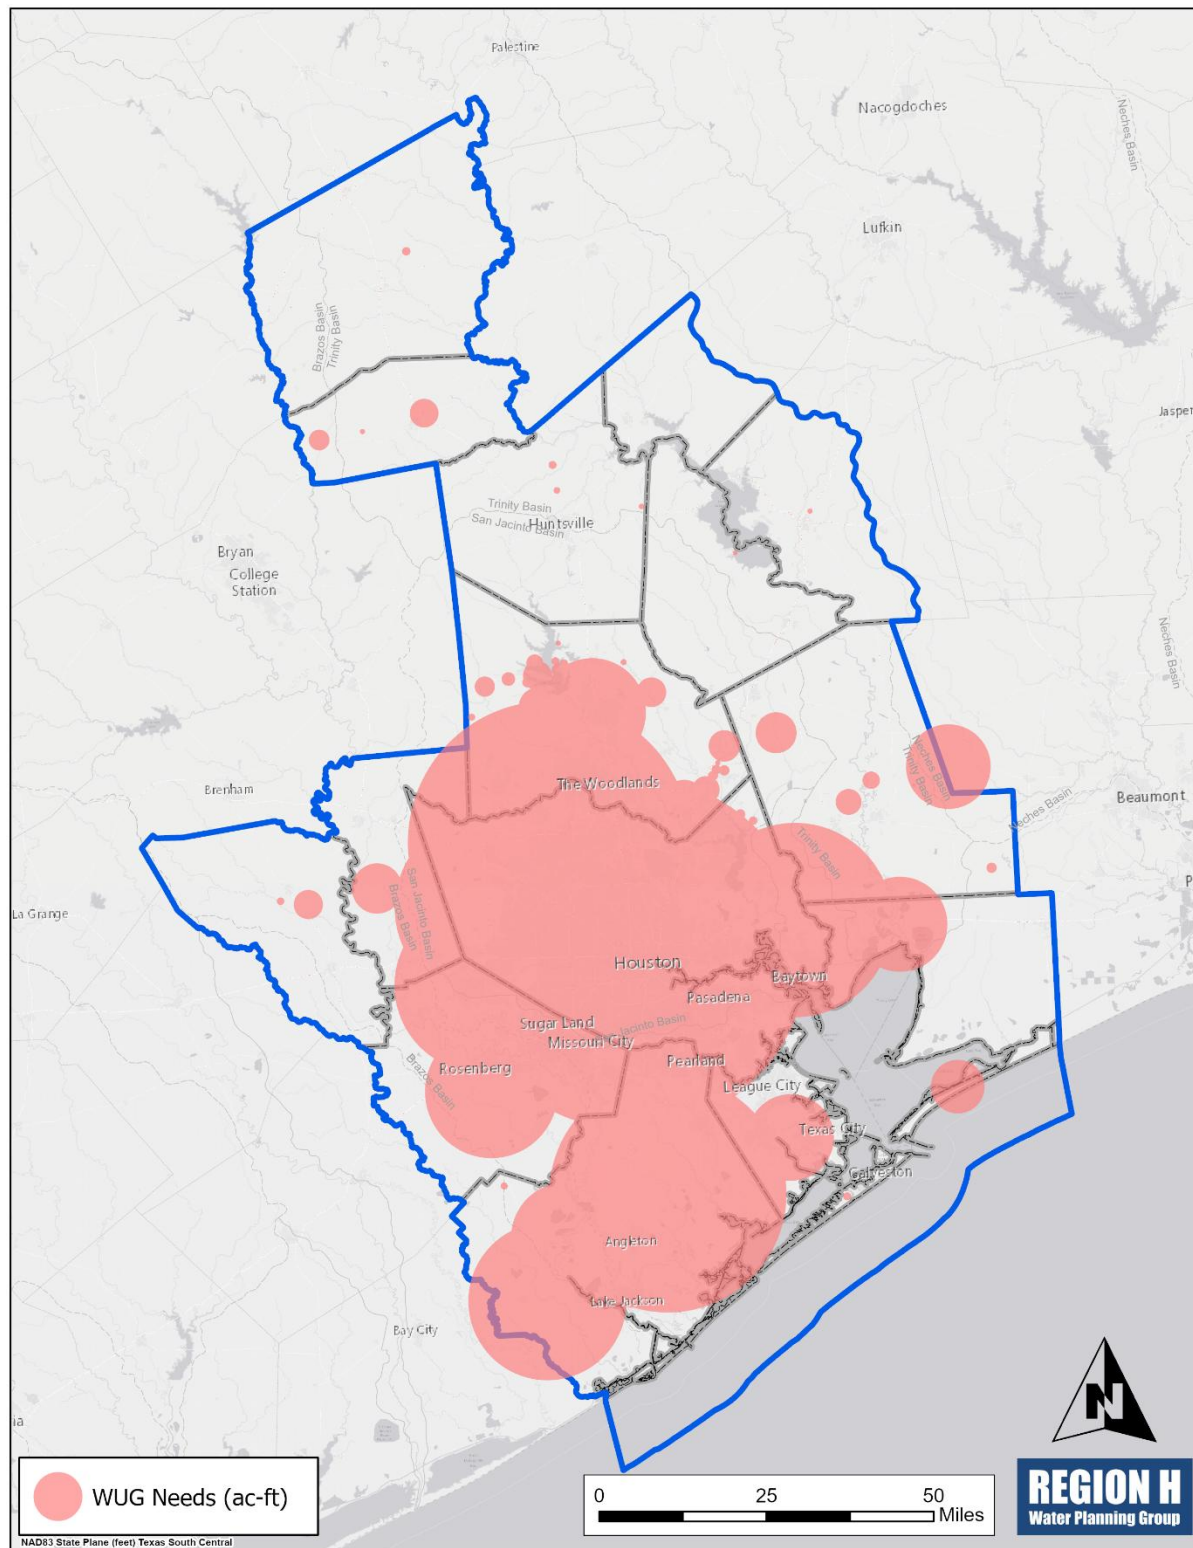 Palestine
Nacogdoches
Neches Basin
Lufkin
Brazos Basin
Trinity Basin
Jasper
Trinity Basin
San Jacinto Basin
Huntsville
Bryan
College
Station
Neches Basin
Neches Basin
Trinity Basin
The Woodlands
Brenham
Beaumont
Neches Basin
Trinity Basin
San Jacinto Basin
Brazos Basin
La Grange
Houston
Baytown
Pasadena
Sugar Land
Jacinto Basin
Missouri City
Pearland
Rosenberg
Brazos Basin
League City
Texas City
Galveston
Angleton
Lake Jackson
Bay City
N
WUG Needs (ac-ft)
0 25 50
Miles
REGION H
Water Planning Group
NAD83 State Plane (feet) Texas South Central